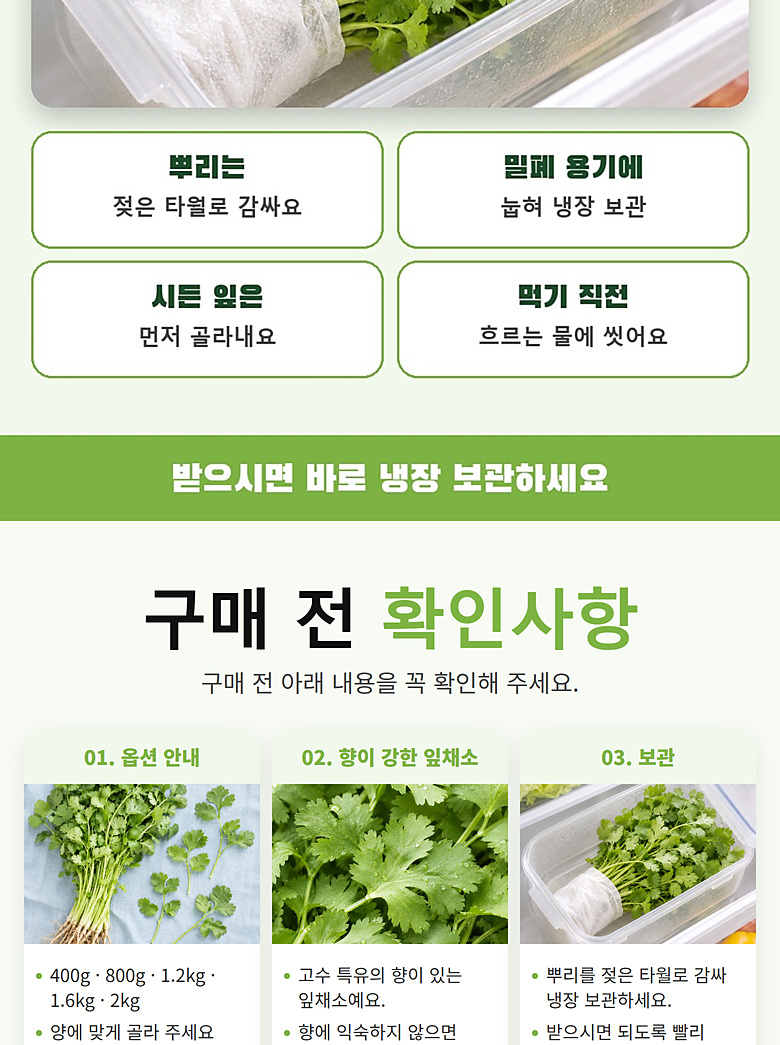 뿌리는
젖은 타월로 감싸요
밀폐 용기에
눕혀 냉장 보관
시든 잎은
먼저 골라내요
먹기 직전
흐르는 물에 씻어요
받으시면 바로 냉장 보관하세요
구매 전 확인사항
구매 전 아래 내용을 꼭 확인해 주세요.
01. 옵션 안내
400g · 800g · 1.2kg ·
1.6kg · 2kg
양에 맞게 골라 주세요
02. 향이 강한 잎채소
고수 특유의 향이 있는
잎채소예요.
향에 익숙하지 않으면
03. 보관
뿌리를 젖은 타월로 감싸
냉장 보관하세요.
받으시면 되도록 빨리